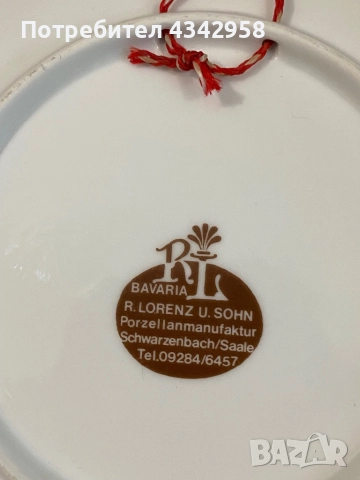 Потребител 4342958
RL
BAVARIA
R. LORENZ U. SOHN
Porzellanmanufaktur
Schwarzenbach/Saale
Tel.09284/6457
BAZAR